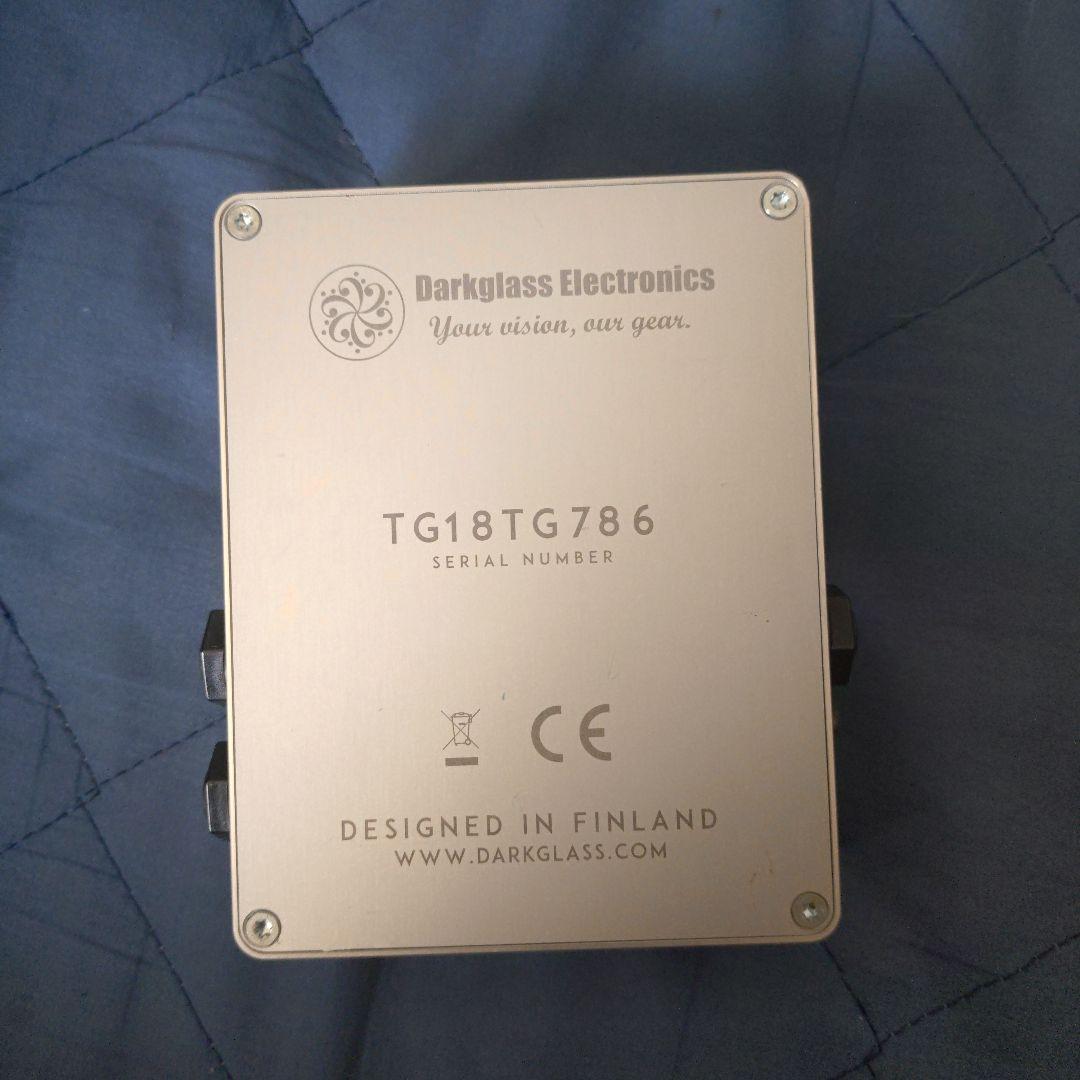 Darkglass Electronics
Your vision, our gear.
TG18TG786
SERIAL NUMBER
CE
DESIGNED IN FINLAND
WWW.DARKGLASS.COM